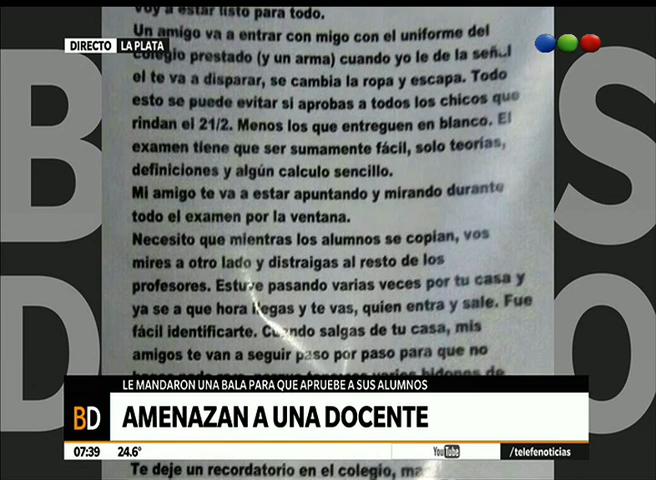 Voy a estar listo para todo.
Un amigo va a entrar con migo con el uniforme del
colegio prestado (y un arma) cuando yo le de la señal
el te va a disparar, se cambia la ropa y escapa. Todo
esto se puede evitar si aprobas a todos los chicos que
rindan el 21/2. Menos los que entreguen en blanco. El
examen tiene que ser sumamente fácil, solo teorías,
definiciones y algún calculo sencillo.
Mi amigo te va a estar apuntando y mirando durante
todo el examen por la ventana.
Necesito que mientras los alumnos se copian, vos
mires a otro lado y distraigas al resto de los
profesores. Estuve pasando varias veces por tu casa y
ya se a que hora llegas y te vas, quien entra y sale. Fue
fácil identificarte. Cuando salgas de tu casa, mis
amigos te van a seguir paso por paso para que no
varios bidones de
Te deje un recordatorio en el colegio,
DIRECTO LA PLATA
B S
D O
LE MANDARON UNA BALA PARA QUE APRUEBE A SUS ALUMNOS
BD AMENAZAN A UNA DOCENTE
07:39 24.6° YouTube /telefenoticias